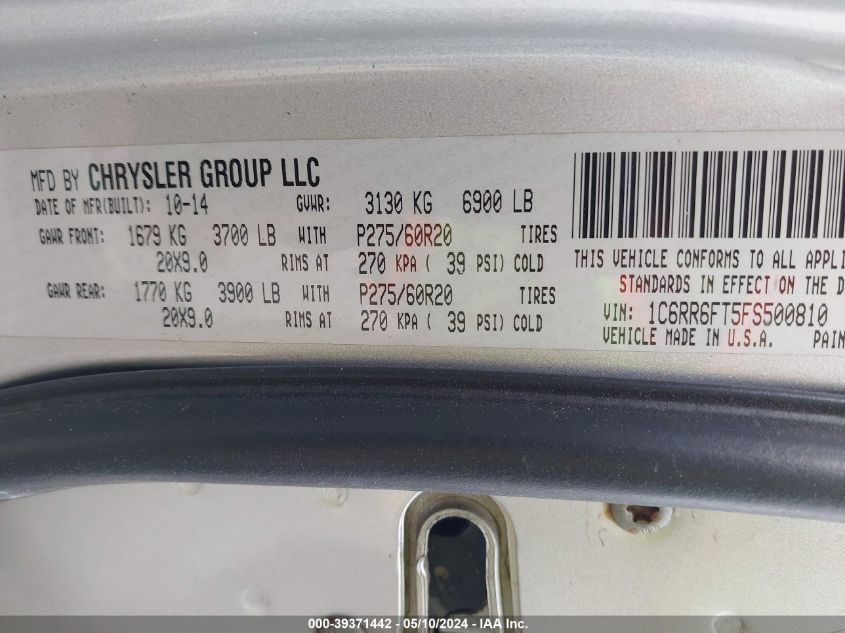 MFD BY CHRYSLER GROUP LLC
DATE OF MFR(BUILT): 10-14 GVWR: 3130 KG 6900 LB
GAWR FRONT: 1679 KG 3700 LB WITH P275/60R20 TIRES
20X9.0 RIMS AT 270 KPA ( 39 PSI) COLD
GAWR REAR: 1770 KG 3900 LB WITH P275/60R20 TIRES
20X9.0 RIMS AT 270 KPA ( 39 PSI) COLD
THIS VEHICLE CONFORMS TO ALL APPLI
STANDARDS IN EFFECT ON THE D
VIN: 1C6RR6FT5FS500810
VEHICLE MADE IN U.S.A. PAIN
000-39371442 - 05/10/2024 - IAA Inc.